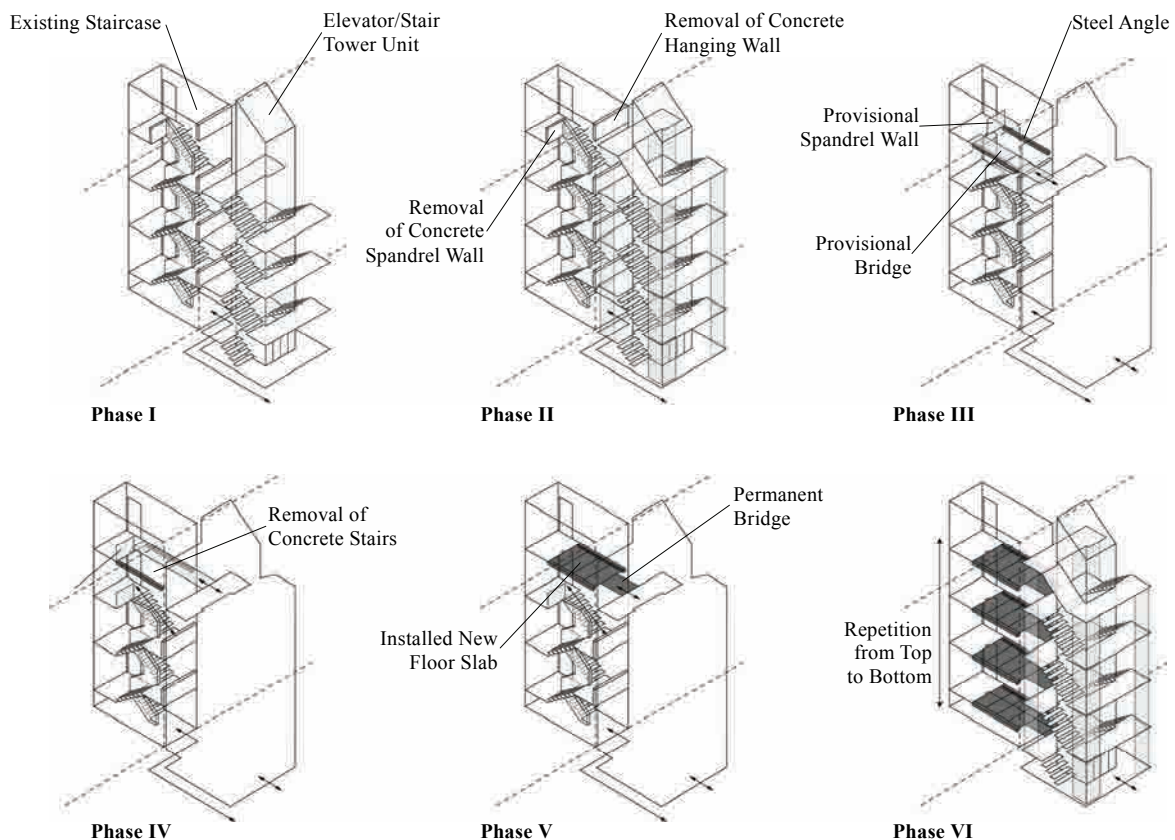 Existing Staircase
Elevator/Stair
Tower Unit
Phase I
Removal of Concrete
Hanging Wall
Removal
of Concrete
Spandrel Wall
Phase II
Steel Angle
Provisional
Spandrel Wall
Provisional
Bridge
Phase III
Removal of
Concrete Stairs
Phase IV
Permanent
Bridge
Installed New
Floor Slab
Phase V
Repetition
from Top
to Bottom
Phase VI